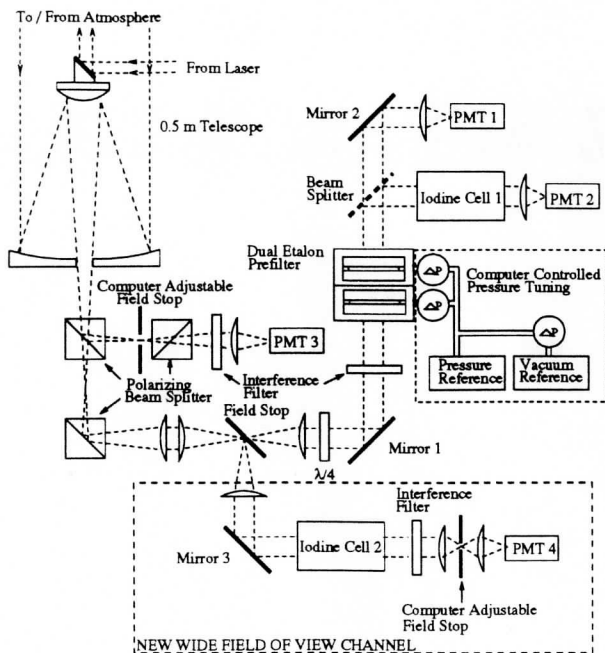 To / From Atmosphere
From Laser
0.5 m Telescope
Mirror 2
PMT 1
Beam
Splitter
Iodine Cell 1
PMT 2
Dual Etalon
Prefilter
ΔP
ΔP
Computer Controlled
Pressure Tuning
ΔP
Pressure
Reference
Vacuum
Reference
Computer Adjustable
Field Stop
PMT 3
Polarizing
Beam Splitter
Interference
Filter
Field Stop
λ/4
Mirror 1
Interference
Filter
Mirror 3
Iodine Cell 2
PMT 4
Computer Adjustable
Field Stop
NEW WIDE FIELD OF VIEW CHANNEL